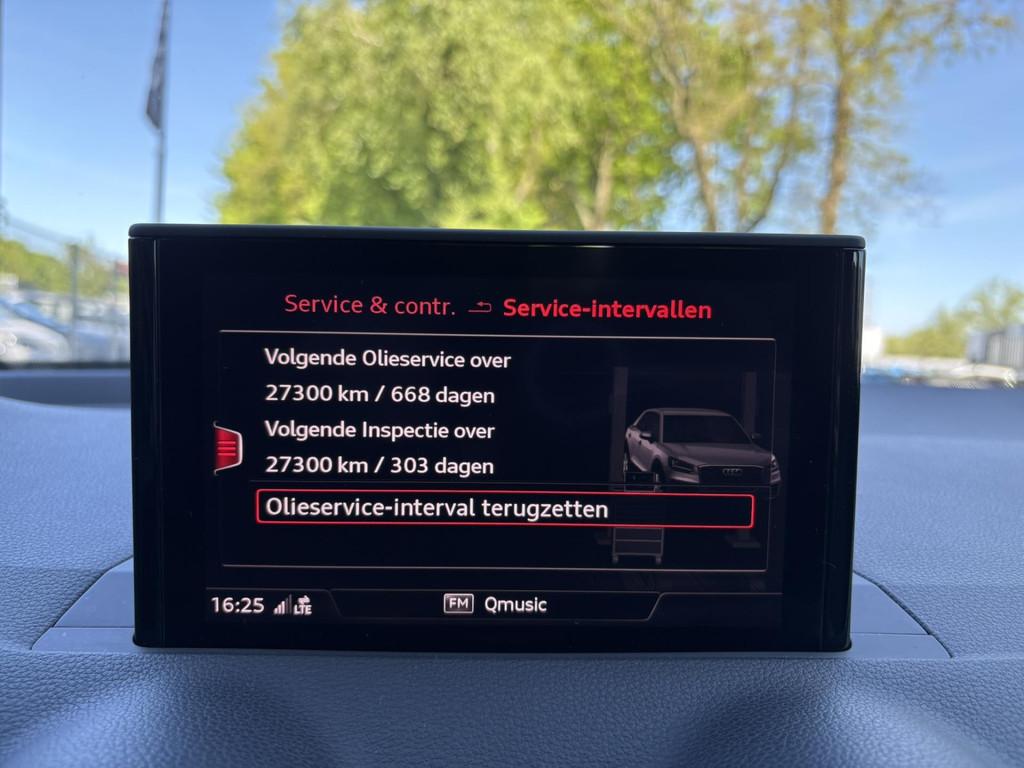 Service & contr. Service-intervallen
Volgende Olieservice over
27300 km / 668 dagen
Volgende Inspectie over
27300 km / 303 dagen
Olieservice-interval terugzetten
16:25 LTE FM Qmusic